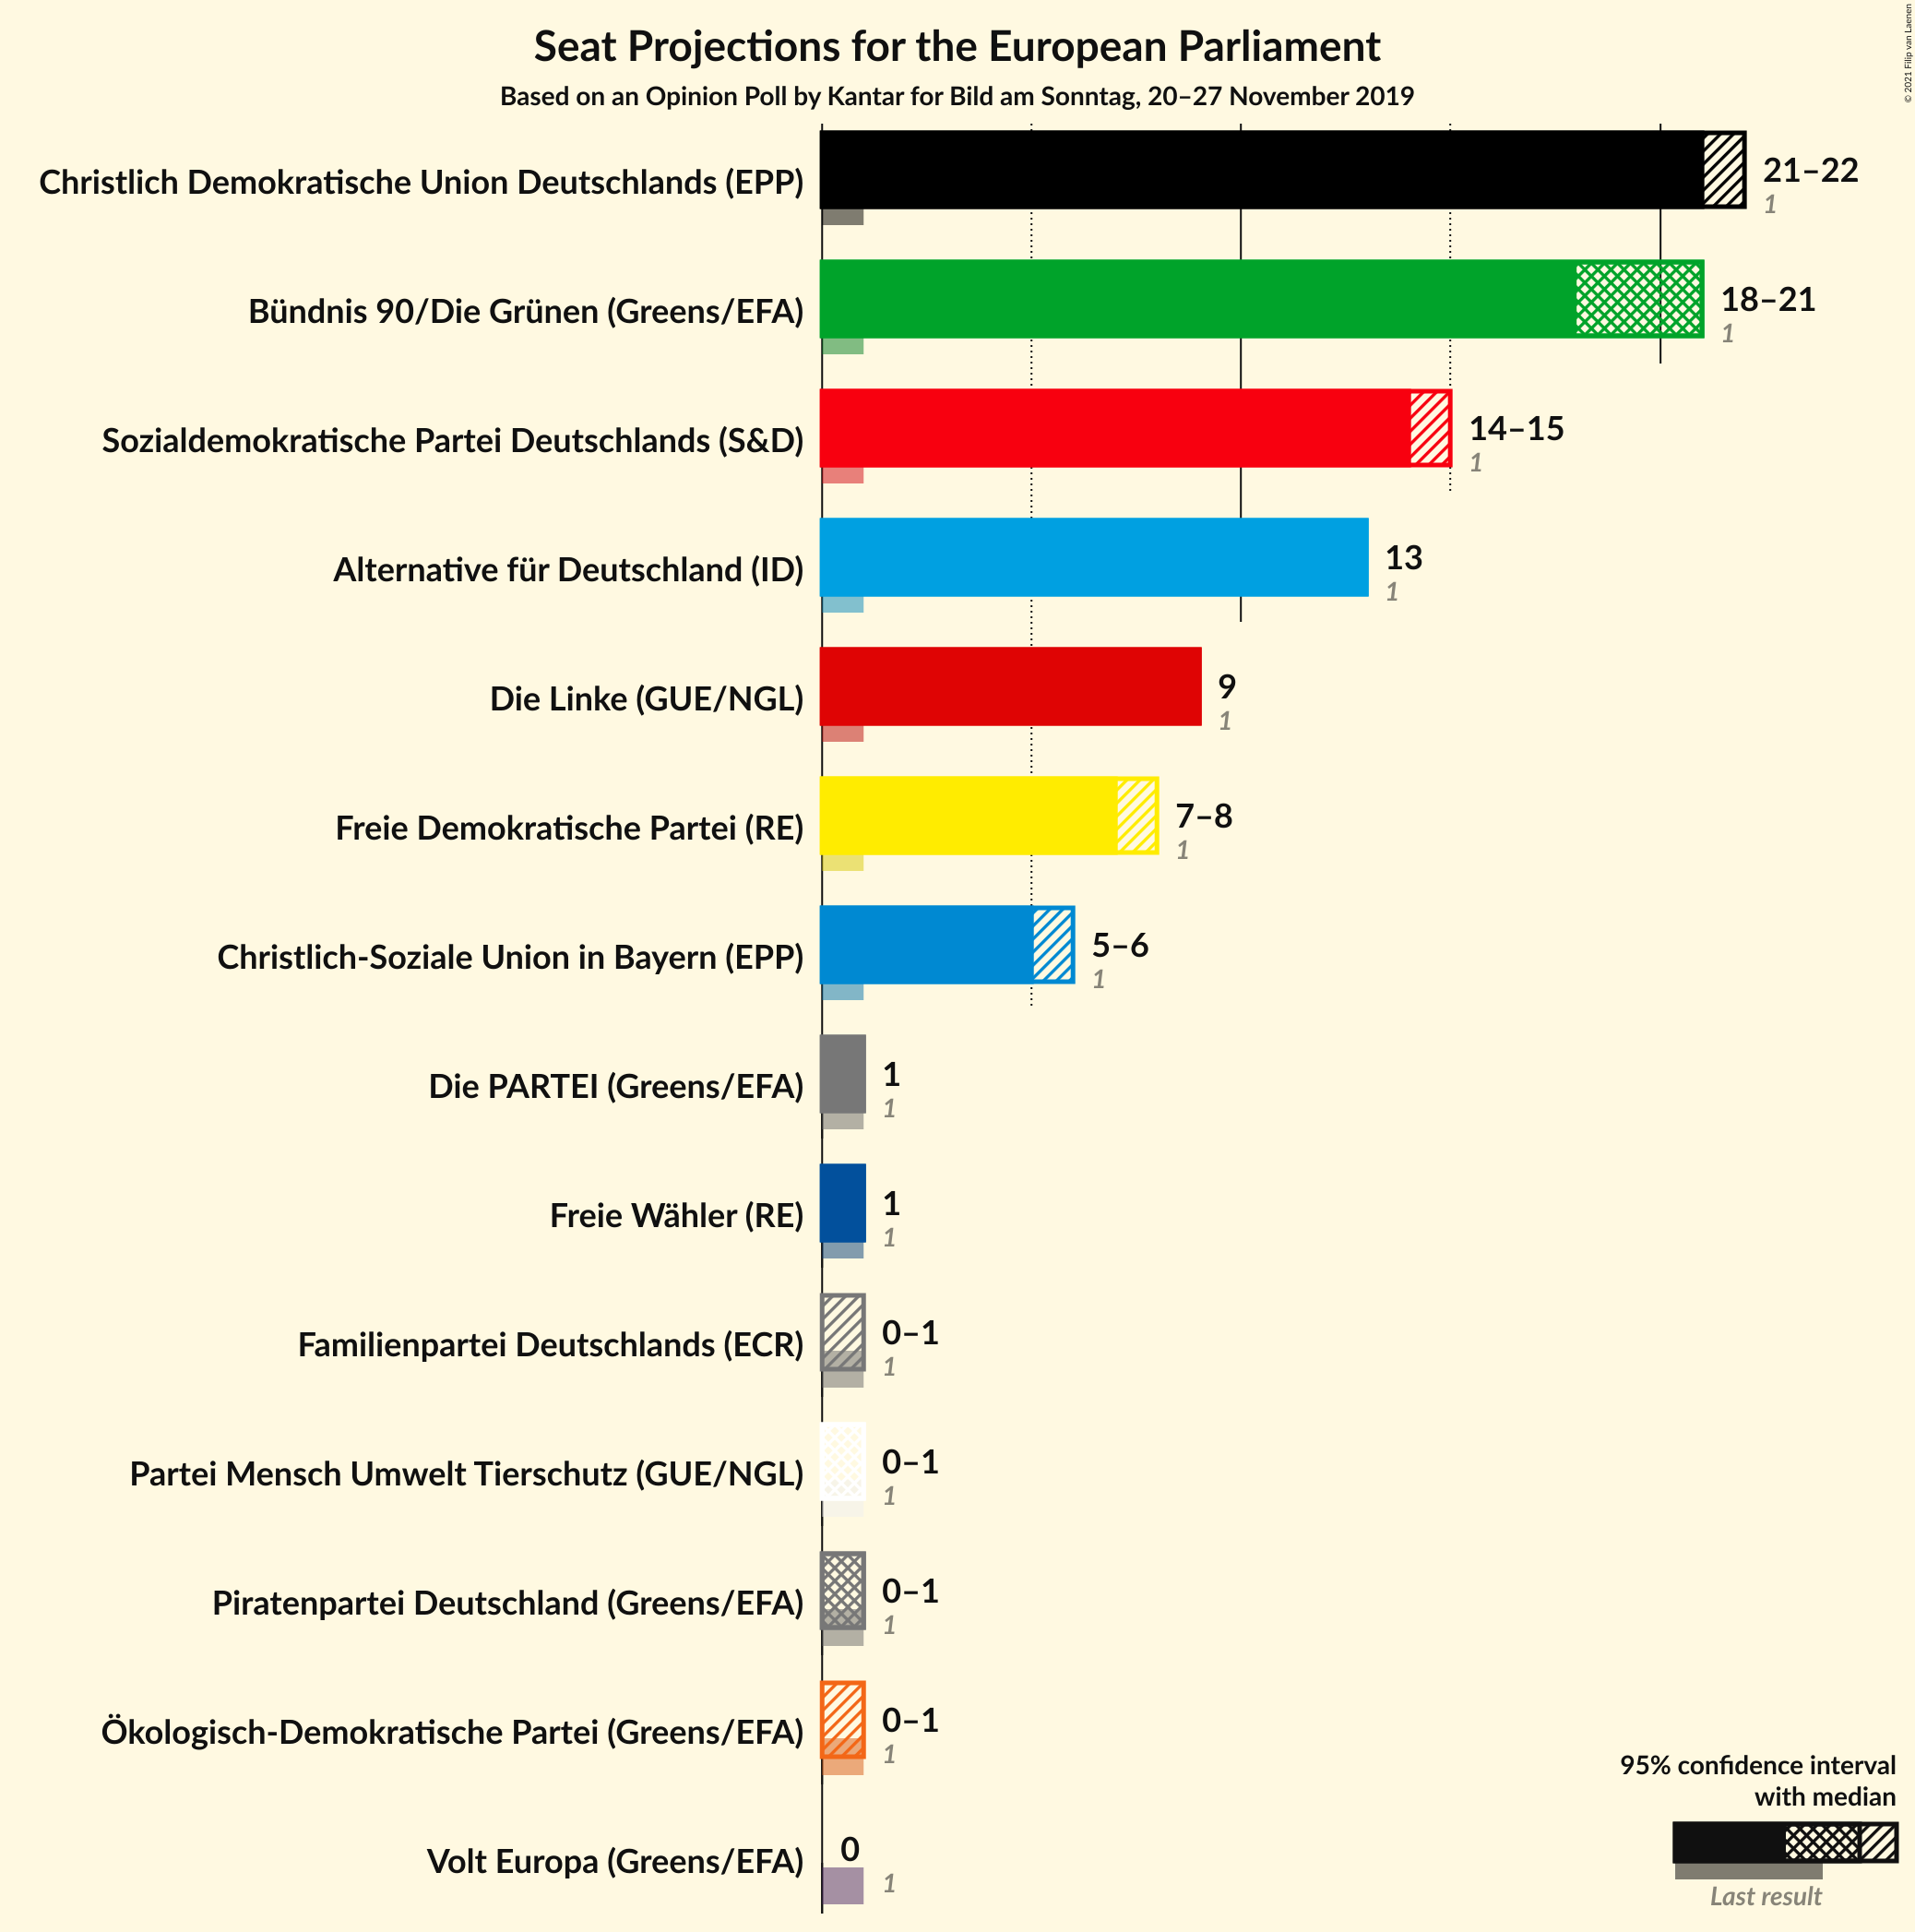 Seat Projections for the European Parliament
Based on an Opinion Poll by Kantar for Bild am Sonntag, 20–27 November 2019
© 2021 Filip van Laenen
Christlich Demokratische Union Deutschlands (EPP)
21–22
1
Bündnis 90/Die Grünen (Greens/EFA)
18–21
1
Sozialdemokratische Partei Deutschlands (S&D)
14–15
1
Alternative für Deutschland (ID)
13
1
Die Linke (GUE/NGL)
9
1
Freie Demokratische Partei (RE)
7–8
1
Christlich-Soziale Union in Bayern (EPP)
5–6
1
Die PARTEI (Greens/EFA)
1
1
Freie Wähler (RE)
1
1
Familienpartei Deutschlands (ECR)
0–1
1
Partei Mensch Umwelt Tierschutz (GUE/NGL)
0–1
1
Piratenpartei Deutschland (Greens/EFA)
0–1
1
Ökologisch-Demokratische Partei (Greens/EFA)
0–1
1
Volt Europa (Greens/EFA)
0
1
95% confidence interval
with median
Last result